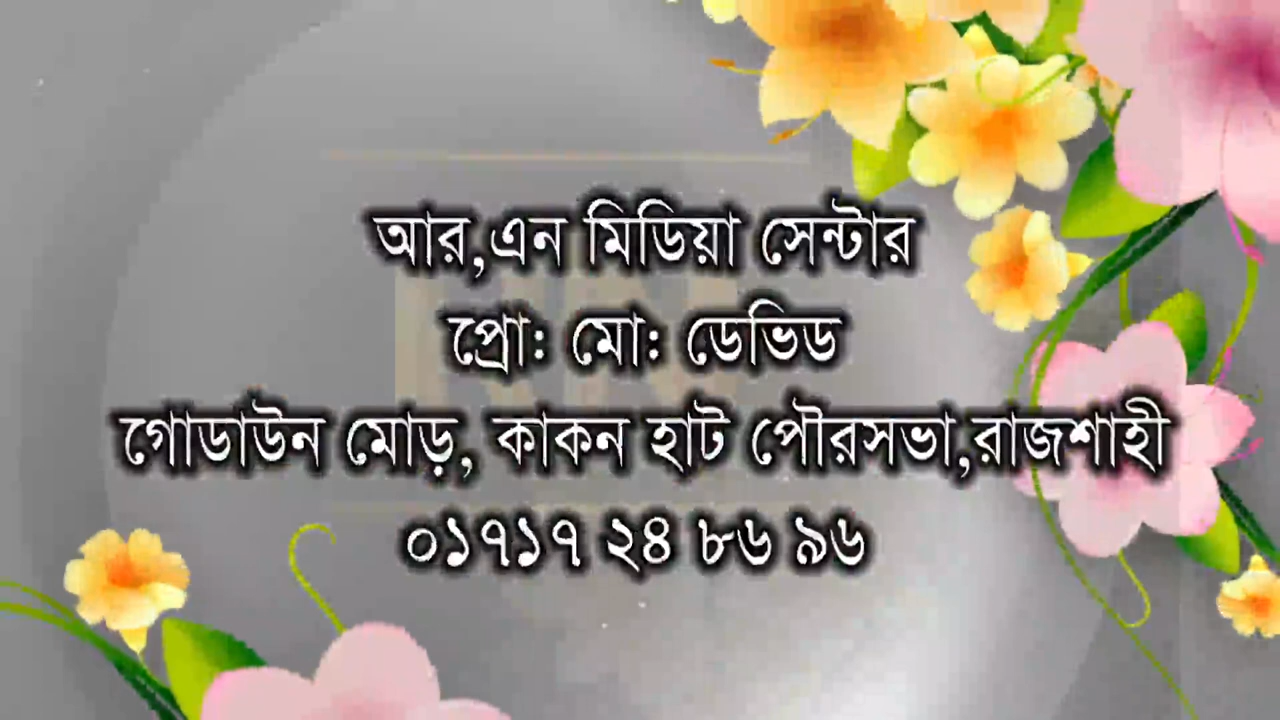 আর,এন মিডিয়া সেন্টার
প্রো: মো: ডেভিড
গোডাউন মোড়, কাকন হাট পৌরসভা,রাজশাহী
০১৭১৭ ২৪ ৮৬ ৯৬